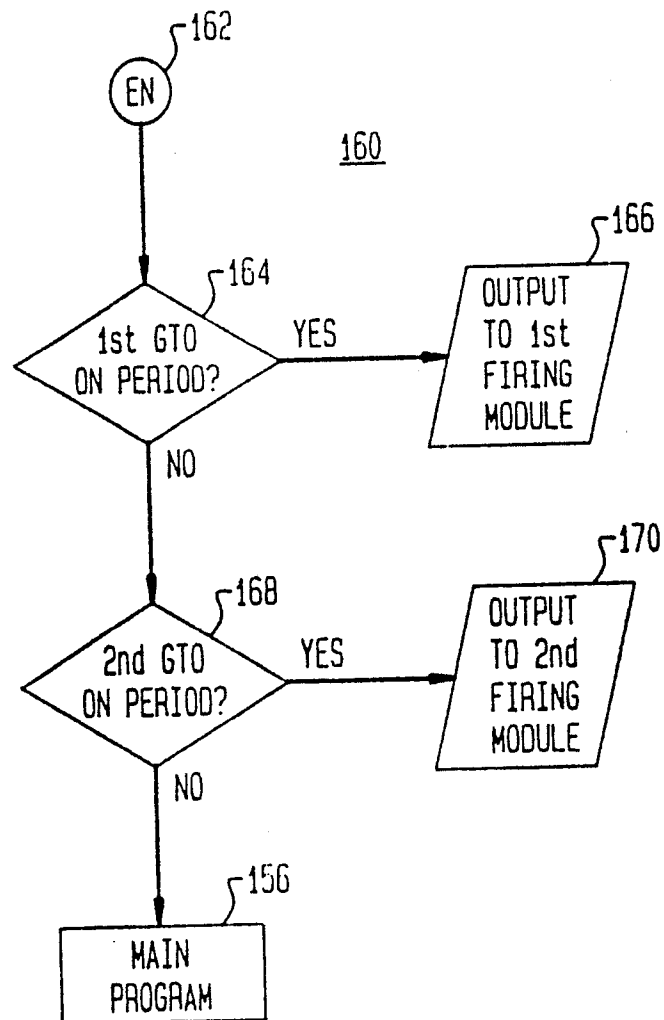 162
EN
160
164
1st GTO
ON PERIOD?
YES
166
OUTPUT
TO 1st
FIRING
MODULE
NO
168
2nd GTO
ON PERIOD?
YES
170
OUTPUT
TO 2nd
FIRING
MODULE
NO
156
MAIN
PROGRAM